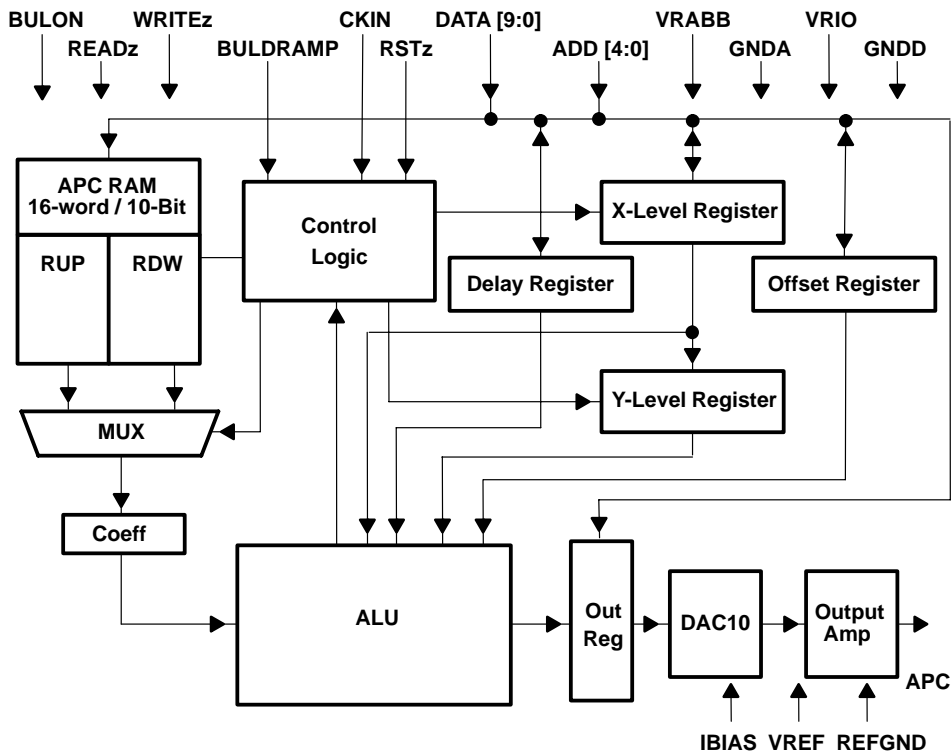 BULON
WRITEz
CKIN
DATA [9:0]
VRABB
VRIO
READz
BULDRAMP
RSTz
ADD [4:0]
GNDA
GNDD
APC RAM
16-word / 10-Bit
RUP
RDW
Control
Logic
X-Level Register
Delay Register
Offset Register
Y-Level Register
MUX
Coeff
ALU
Out
Reg
DAC10
Output
Amp
APC
IBIAS
VREF
REFGND